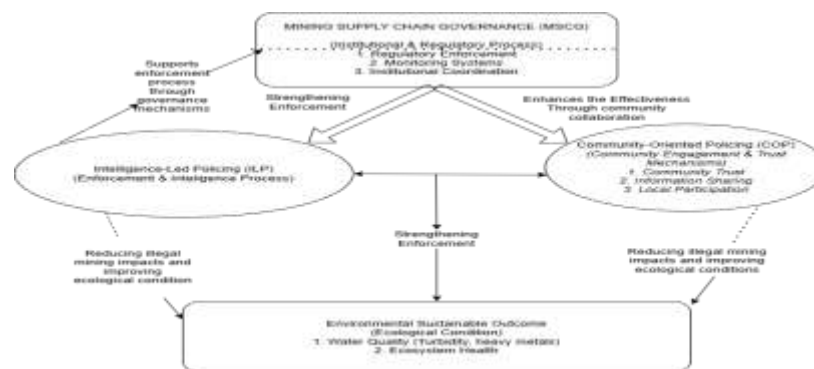 MINING SUPPLY CHAIN GOVERNANCE (MSCG)
(Institutional & Regulatory Process)
1. Regulatory Enforcement
2. Monitoring Systems
3. Institutional Coordination
Supports
enforcement
process
through
governance
mechanisms
Strengthening
Enforcement
Enhances the Effectiveness
Through community
collaboration
Intelligence-Led Policing (ILP)
(Enforcement & Inteligence Process)
Community-Oriented Policing (COP)
(Community Engagement & Trust
Mechanisms)
1. Community Trust
2. Information Sharing
3. Local Participation
Strengthening
Enforcement
Reducing illegal
mining impacts and
improving
ecological condition
Reducing illegal mining
impacts and improving
ecological conditions
Environmental Sustainable Outcome
(Ecological Condition)
1. Water Quality (Turbidity, heavy metals)
2. Ecosystem Health